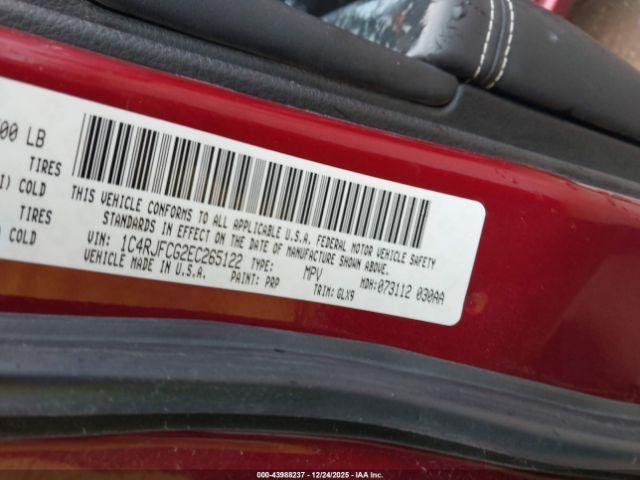 00 LB
TIRES
) COLD
TIRES
) COLD
THIS VEHICLE CONFORMS TO ALL APPLICABLE U.S.A. FEDERAL MOTOR VEHICLE SAFETY
STANDARDS IN EFFECT ON THE DATE OF MANUFACTURE SHOWN ABOVE.
VIN: 1C4RJFCG2EC265122 TYPE: MPV MDH:073112 030AA
VEHICLE MADE IN U.S.A. PAINT: PRP TRIM: GLX9
000-43988237 - 12/24/2025 - IAA Inc.